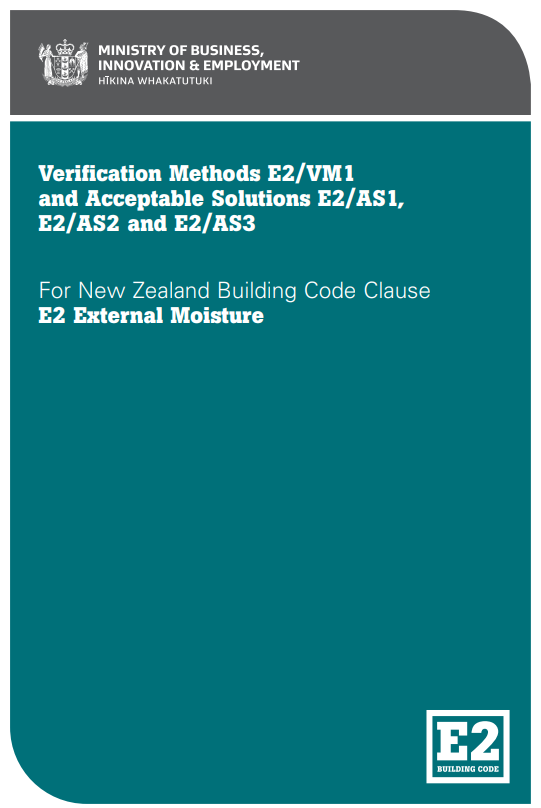 MINISTRY OF BUSINESS,
INNOVATION & EMPLOYMENT
HĪKINA WHAKATUTUKI
Verification Methods E2/VM1
and Acceptable Solutions E2/AS1,
E2/AS2 and E2/AS3
For New Zealand Building Code Clause
E2 External Moisture
E2
BUILDING CODE